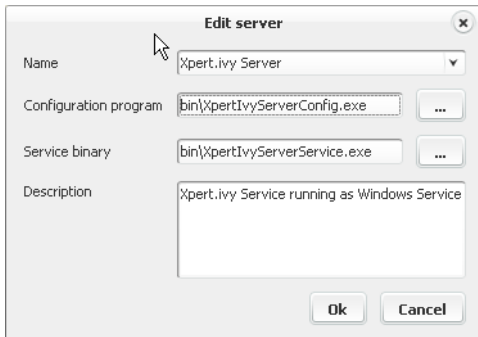 Edit server
Name
Xpert.ivy Server
Configuration program
bin\XpertIvyServerConfig.exe
...
Service binary
bin\XpertIvyServerService.exe
...
Description
Xpert.ivy Service running as Windows Service
Ok
Cancel